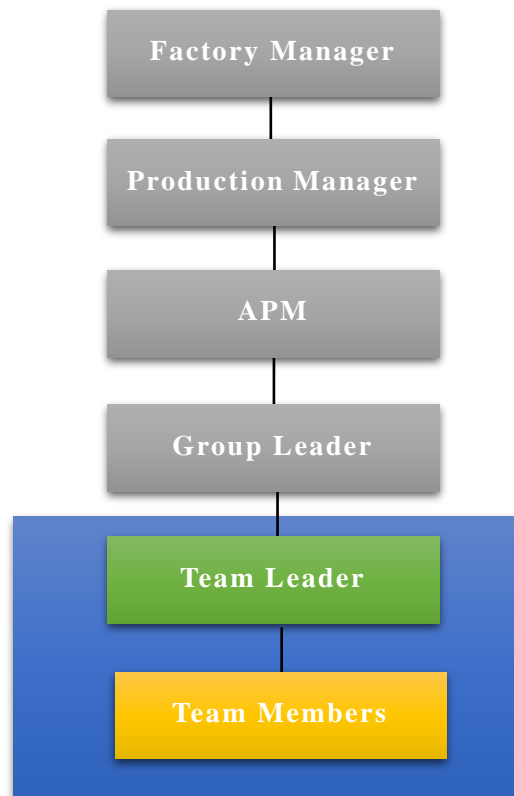 Factory Manager
Production Manager
APM
Group Leader
Team Leader
Team Members